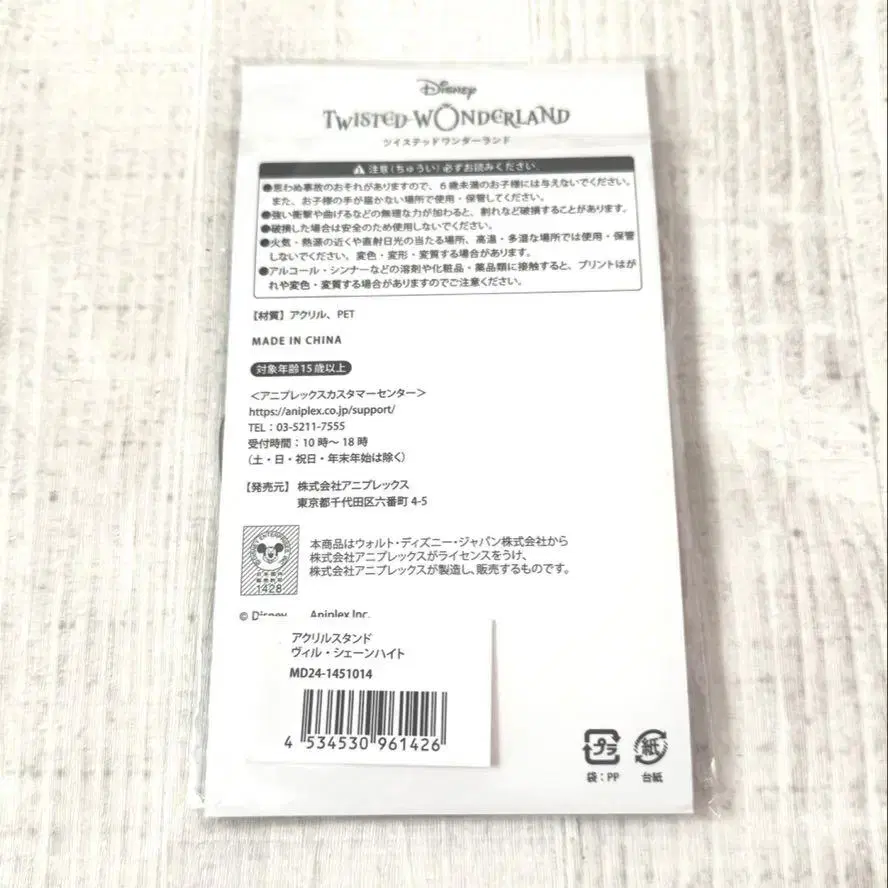 Disney
TWISTED-WONDERLAND
ツイステッドワンダーランド
注意(ちゅうい)必ずお読みください
●思わぬ事故のおそれがありますので、6歳未満のお子様には与えないでください。
また、お子様の手が届かない場所で使用・保管してください。
●強い衝撃や曲げるなどの無理な力が加わると、割れなど破損することがあります。
●破損した場合は安全のため使用しないでください。
●火気・熱源の近くや直射日光の当たる場所、高温・多湿な場所では使用・保管
しないでください。変色・変形・変質する場合があります。
●アルコール・シンナーなどの溶剤や化粧品・薬品類に接触すると、プリントはが
れや変色・変質する場合がありますのでご注意ください。
【材質】アクリル、PET
MADE IN CHINA
対象年齢15歳以上
＜アニプレックスカスタマーセンター＞
https://aniplex.co.jp/support/
TEL：03-5211-7555
受付時間：10時～18時
（土・日・祝日・年末年始は除く）
【発売元】株式会社アニプレックス
東京都千代田区六番町4-5
本商品はウォルト・ディズニー・ジャパン株式会社から
株式会社アニプレックスがライセンスをうけ、
株式会社アニプレックスが製造し、販売するものです。
1428
© Disney Aniplex Inc.
アクリルスタンド
ヴィル・シェーンハイト
MD24-1451014
4 534530 961426
プラ 紙
袋：PP 台紙